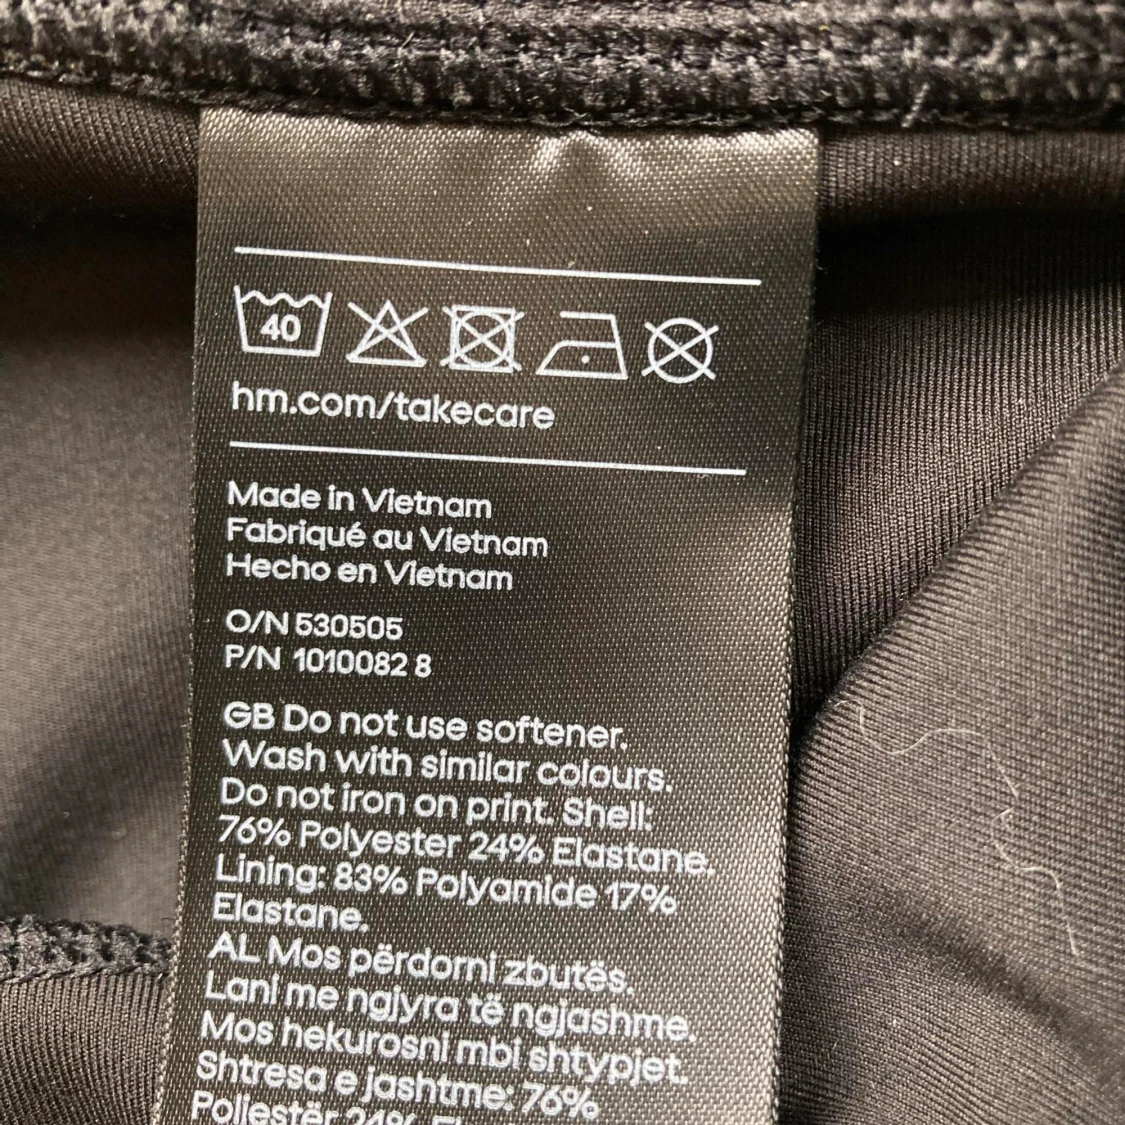 40
hm.com/takecare
Made in Vietnam
Fabriqué au Vietnam
Hecho en Vietnam
O/N 530505
P/N 1010082 8
GB Do not use softener.
Wash with similar colours.
Do not iron on print. Shell:
76% Polyester 24% Elastane.
Lining: 83% Polyamide 17%
Elastane.
AL Mos përdorni zbutës.
Lani me ngjyra të ngjashme.
Mos hekurosni mbi shtypjet.
Shtresa e jashtme: 76%
Poliestër 24%